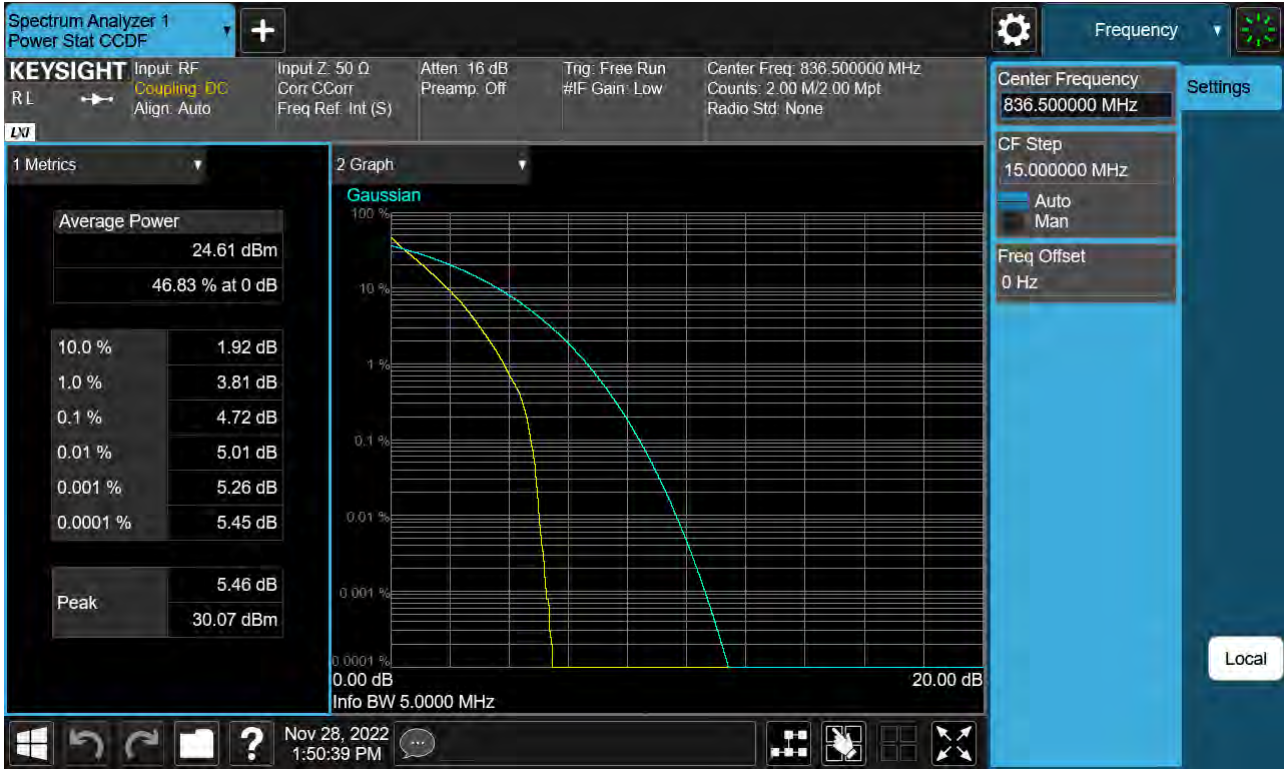 Spectrum Analyzer 1
Power Stat CCDF
Frequency
KEYSIGHT
R L
LXI
Input: RF
Coupling: DC
Align: Auto
Input Z: 50 Ω
Corr CCorr
Freq Ref: Int (S)
Atten: 16 dB
Preamp: Off
Trig: Free Run
#IF Gain: Low
Center Freq: 836.500000 MHz
Counts: 2.00 M/2.00 Mpt
Radio Std: None
Center Frequency
836.500000 MHz
Settings
CF Step
15.000000 MHz
Auto
Man
Freq Offset
0 Hz
1 Metrics
Average Power
24.61 dBm
46.83 % at 0 dB
10.0 % 1.92 dB
1.0 % 3.81 dB
0.1 % 4.72 dB
0.01 % 5.01 dB
0.001 % 5.26 dB
0.0001 % 5.45 dB
Peak
5.46 dB
30.07 dBm
2 Graph
Gaussian
100 %
10 %
1 %
0.1 %
0.01 %
0.001 %
0.0001 %
0.00 dB 20.00 dB
Info BW 5.0000 MHz
Local
?
Nov 28, 2022
1:50:39 PM